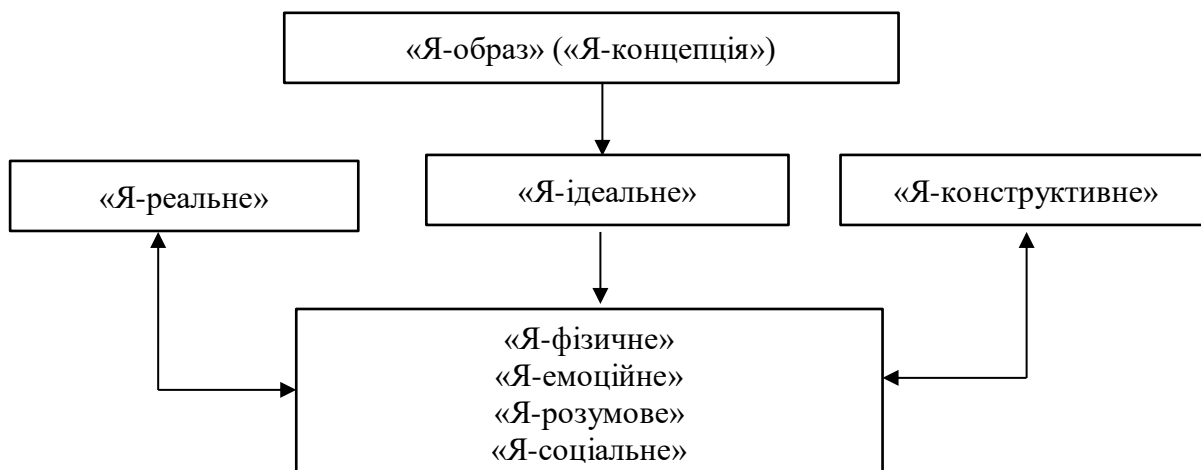 «Я-образ» («Я-концепція»)
«Я-реальне»
«Я-ідеальне»
«Я-конструктивне»
«Я-фізичне»
«Я-емоційне»
«Я-розумове»
«Я-соціальне»